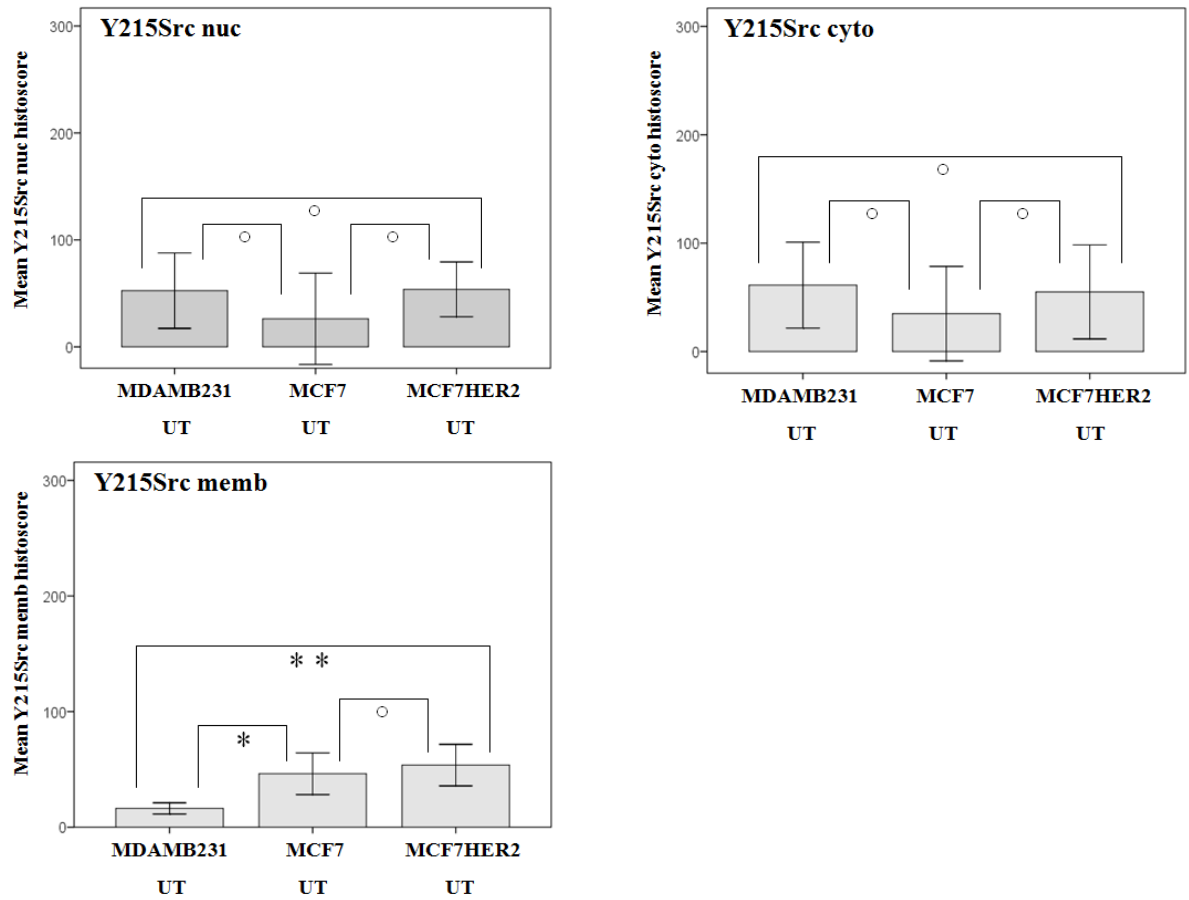 Y215Src nuc
Mean Y215Src nuc histoscore
300
200
100
0
MDAMB231 MCF7 MCF7HER2
UT UT UT
Y215Src cyto
Mean Y215Src cyto histoscore
300
200
100
0
MDAMB231 MCF7 MCF7HER2
UT UT UT
Y215Src memb
Mean Y215Src memb histoscore
300
200
100
0
* *
*
MDAMB231 MCF7 MCF7HER2
UT UT UT